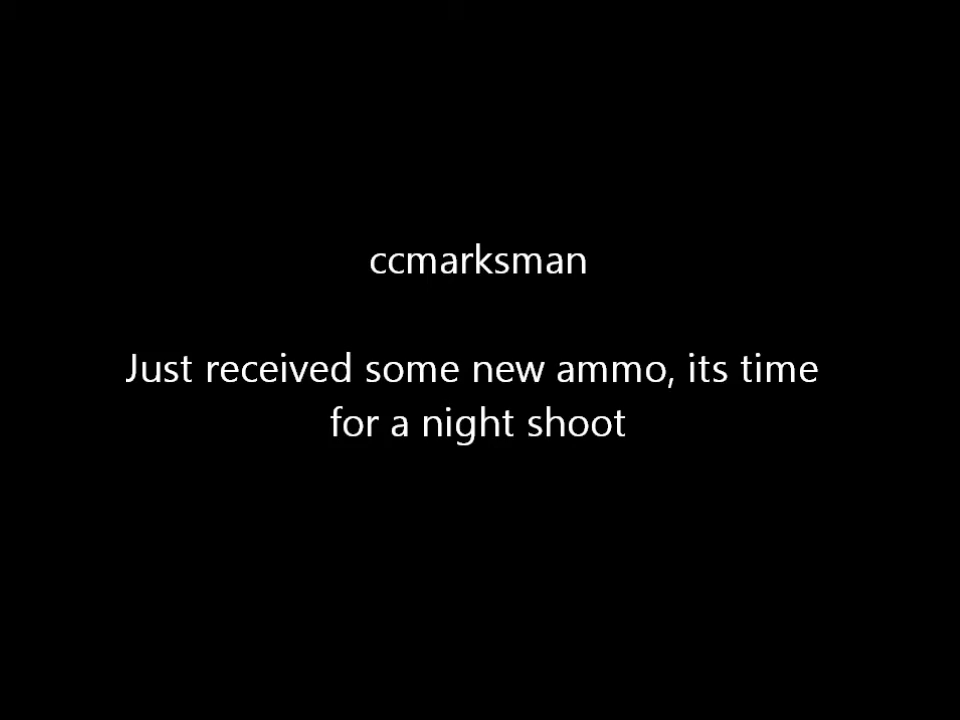 ccmarksman
Just received some new ammo, its time
for a night shoot